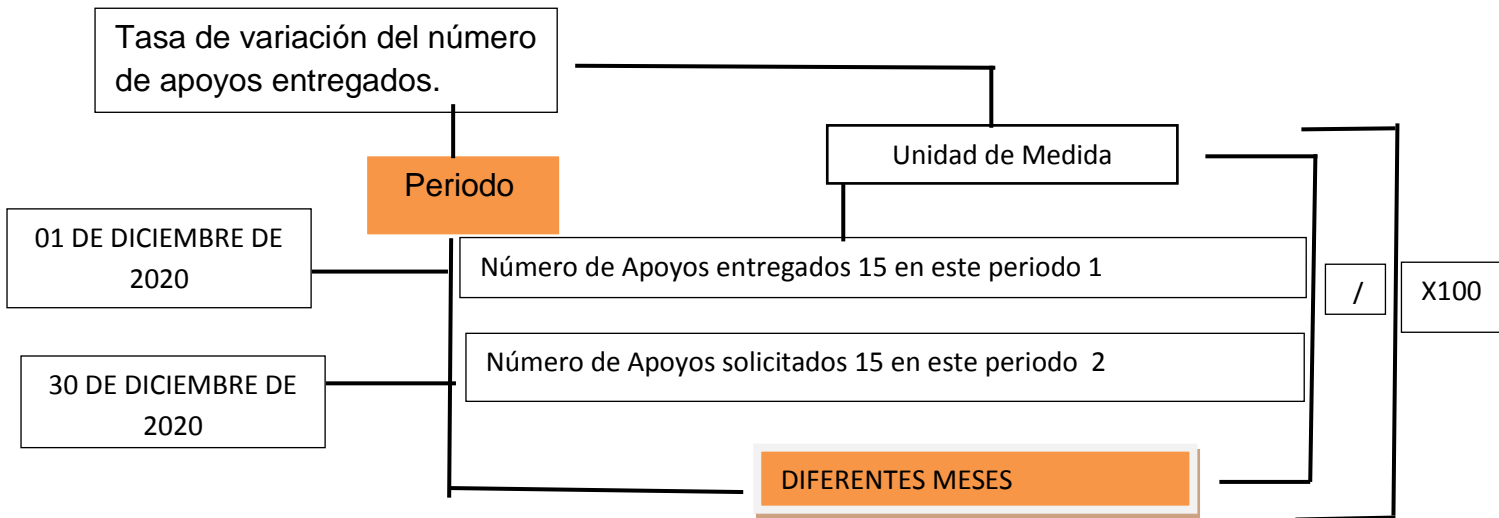 Tasa de variación del número
de apoyos entregados.
Unidad de Medida
Periodo
01 DE DICIEMBRE DE
2020
Número de Apoyos entregados 15 en este periodo 1
/
X100
Número de Apoyos solicitados 15 en este periodo  2
30 DE DICIEMBRE DE
2020
DIFERENTES MESES